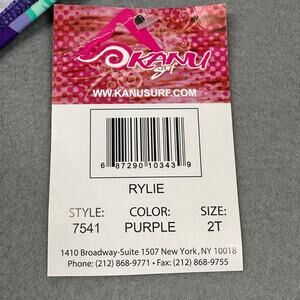 KANU
Surf
WWW.KANUSURF.COM
6 87290 10343 9
RYLIE
STYLE: COLOR: SIZE:
7541 PURPLE 2T
1410 Broadway-Suite 1507 New York, NY 10018
Phone: (212) 868-9771 • Fax: (212) 868-9755